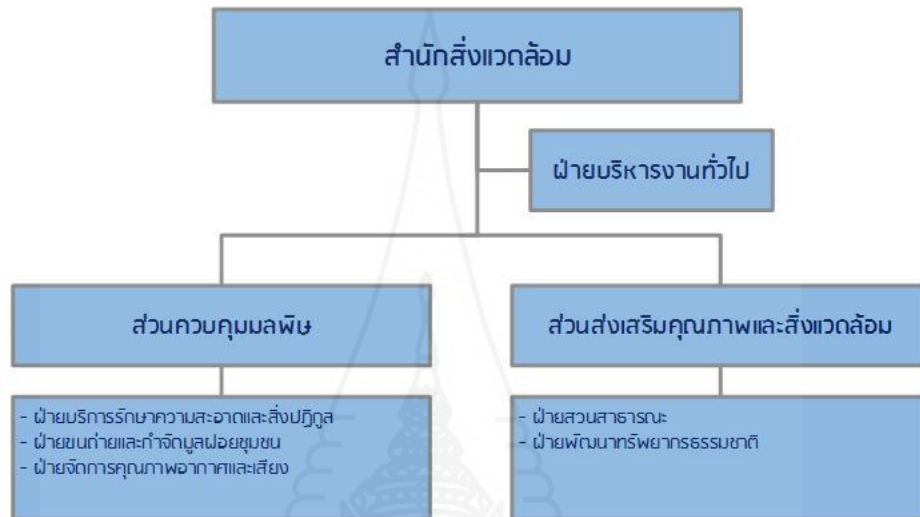 สำนักสิ่งแวดล้อม
ฝ่ายบริหารงานทั่วไป
ส่วนควบคุมมลพิษ
- ฝ่ายบริการรักษาความสะอาดและสิ่งปฏิกูล
- ฝ่ายขนถ่ายและกำจัดมูลฝอยชุมชน
- ฝ่ายจัดการคุณภาพอากาศและเสียง
ส่วนส่งเสริมคุณภาพและสิ่งแวดล้อม
- ฝ่ายสวนสาธารณะ
- ฝ่ายพัฒนาทรัพยากรธรรมชาติ